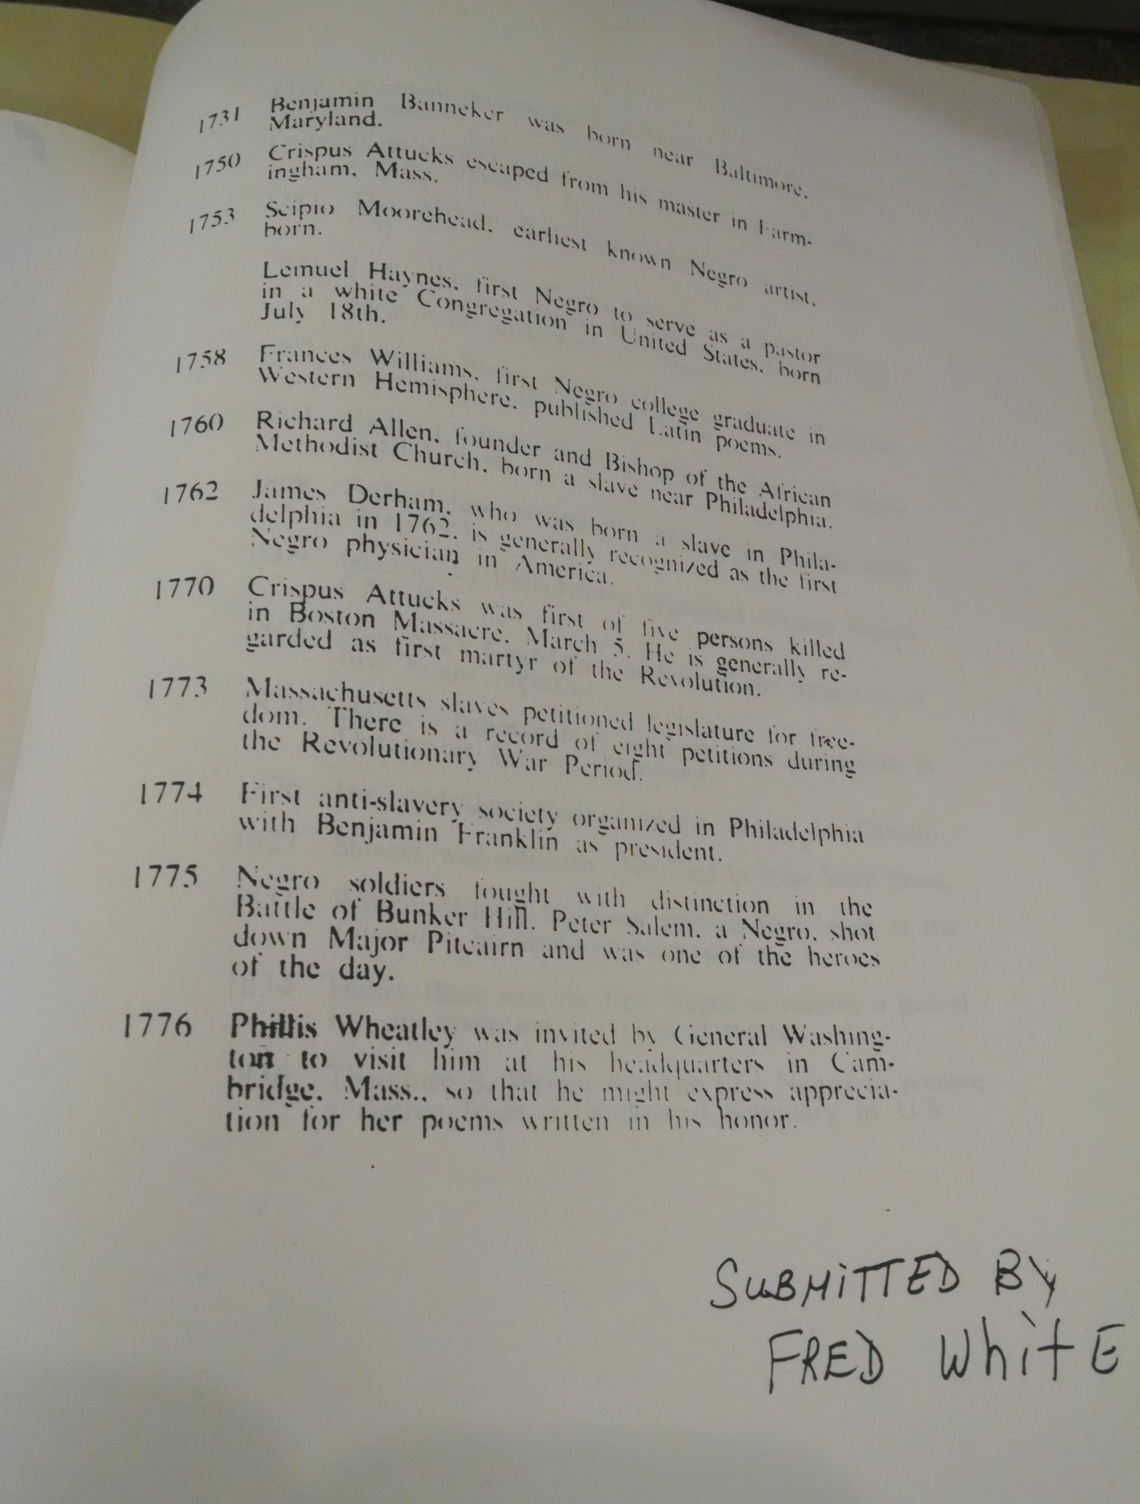 1731 Benjamin Banneker was born near Baltimore,
Maryland.
1750 Crispus Attucks escaped from his master in Farm-
ingham, Mass.
1753 Scipio Moorehead, earliest known Negro artist,
born.
Lemuel Haynes, first Negro to serve as a pastor
in a white Congregation in United States, born
July 18th.
1758 Frances Williams, first Negro college graduate in
Western Hemisphere, published Latin poems.
1760 Richard Allen, founder and Bishop of the African
Methodist Church, born a slave near Philadelphia.
1762 James Derham, who was born a slave in Phila-
delphia in 1762, is generally recognized as the first
Negro physician in America.
1770 Crispus Attucks was first of five persons killed
in Boston Massacre, March 5. He is generally re-
garded as first martyr of the Revolution.
1773 Massachusetts slaves petitioned legislature for free-
dom. There is a record of eight petitions during
the Revolutionary War Period.
1774 First anti-slavery society organized in Philadelphia
with Benjamin Franklin as president.
1775 Negro soldiers fought with distinction in the
Battle of Bunker Hill. Peter Salem, a Negro, shot
down Major Pitcairn and was one of the heroes
of the day.
1776 Phillis Wheatley was invited by General Washing-
ton to visit him at his headquarters in Cam-
bridge, Mass., so that he might express apprecia-
tion for her poems written in his honor.
SUBMITTED BY
FRED WhitE